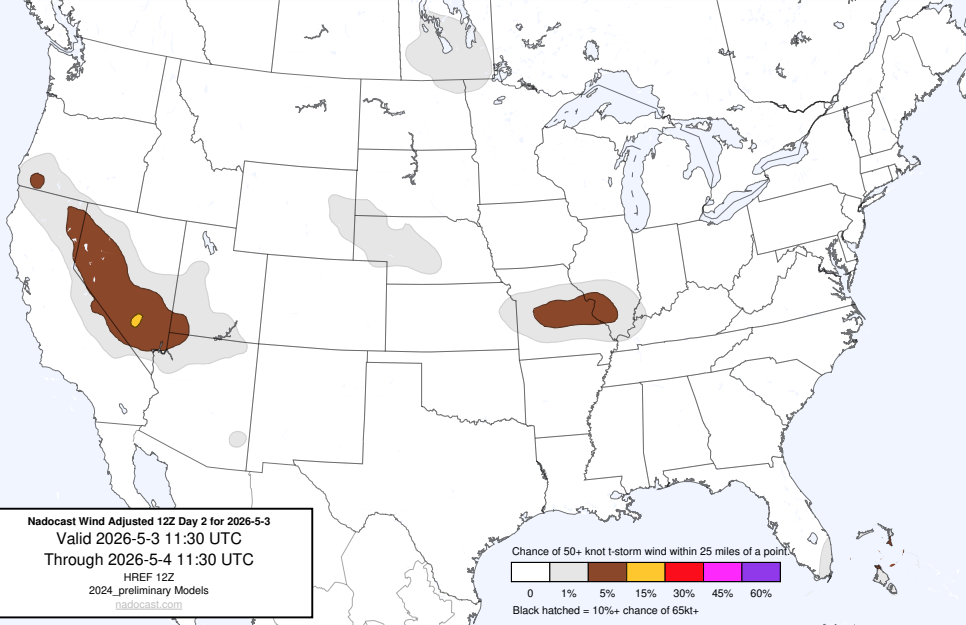 Nadocast Wind Adjusted 12Z Day 2 for 2026-5-3
Valid 2026-5-3 11:30 UTC
Through 2026-5-4 11:30 UTC
HREF 12Z
2024_preliminary Models
nadocast.com
Chance of 50+ knot t-storm wind within 25 miles of a point.
0 1% 5% 15% 30% 45% 60%
Black hatched = 10%+ chance of 65kt+